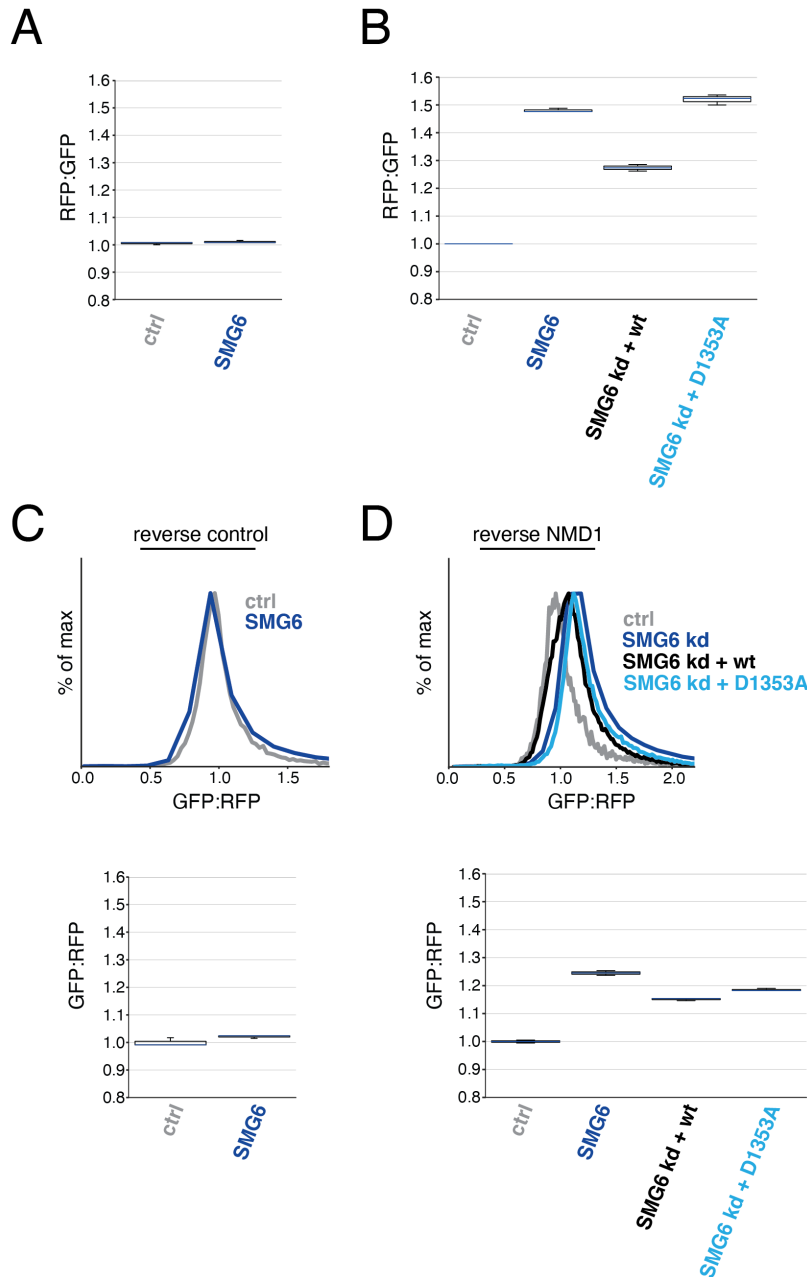 A
B
1.6
1.5
1.4
1.3
1.2
1.1
1.0
0.9
0.8
RFP:GFP
ctrl
SMG6
1.6
1.5
1.4
1.3
1.2
1.1
1.0
0.9
0.8
RFP:GFP
ctrl
SMG6
SMG6 kd + wt
SMG6 kd + D1353A
C
reverse control
ctrl
SMG6
% of max
0.0
0.5
1.0
1.5
GFP:RFP
D
reverse NMD1
ctrl
SMG6 kd
SMG6 kd + wt
SMG6 kd + D1353A
% of max
0.0
0.5
1.0
1.5
2.0
GFP:RFP
1.6
1.5
1.4
1.3
1.2
1.1
1.0
0.9
0.8
GFP:RFP
ctrl
SMG6
1.6
1.5
1.4
1.3
1.2
1.1
1.0
0.9
0.8
GFP:RFP
ctrl
SMG6
SMG6 kd + wt
SMG6 kd + D1353A